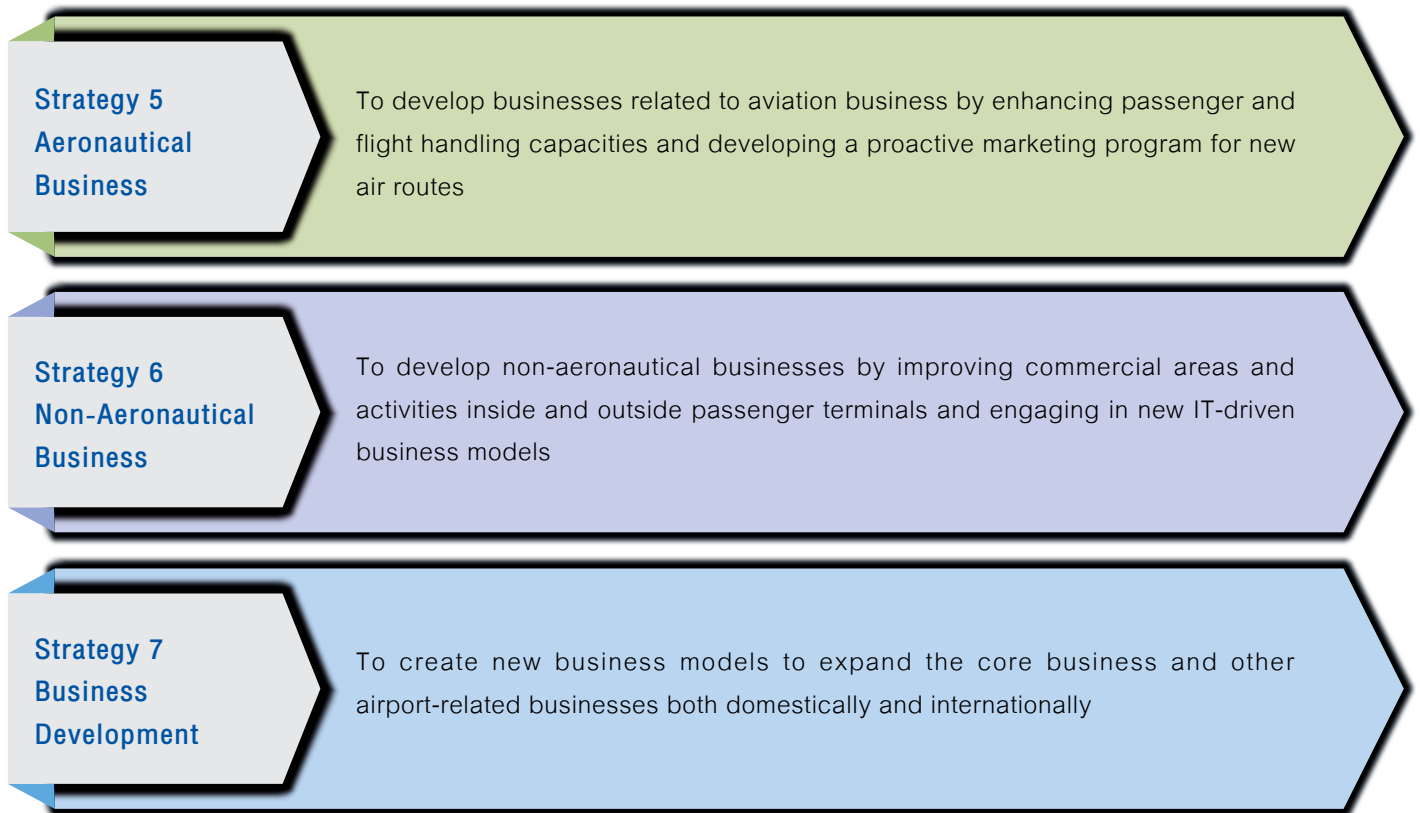 Strategy 5
Aeronautical
Business
To develop businesses related to aviation business by enhancing passenger and
flight handling capacities and developing a proactive marketing program for new
air routes
Strategy 6
Non-Aeronautical
Business
To develop non-aeronautical businesses by improving commercial areas and
activities inside and outside passenger terminals and engaging in new IT-driven
business models
Strategy 7
Business
Development
To create new business models to expand the core business and other
airport-related businesses both domestically and internationally